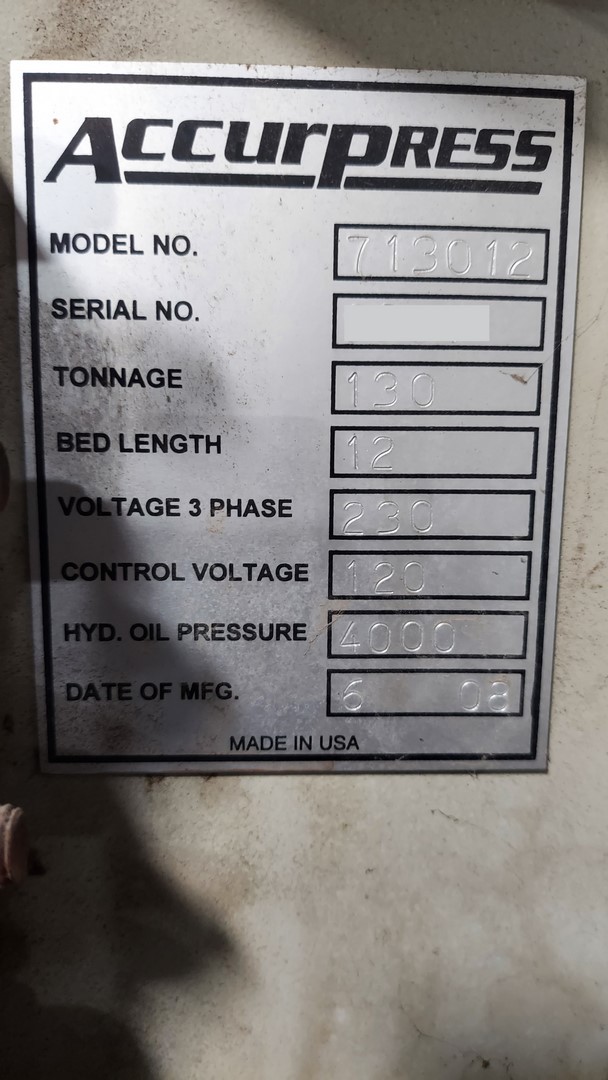 ACCURPRESS
MODEL NO. 713012
SERIAL NO.
TONNAGE 130
BED LENGTH 12
VOLTAGE 3 PHASE 230
CONTROL VOLTAGE 120
HYD. OIL PRESSURE 4000
DATE OF MFG. 6 08
MADE IN USA